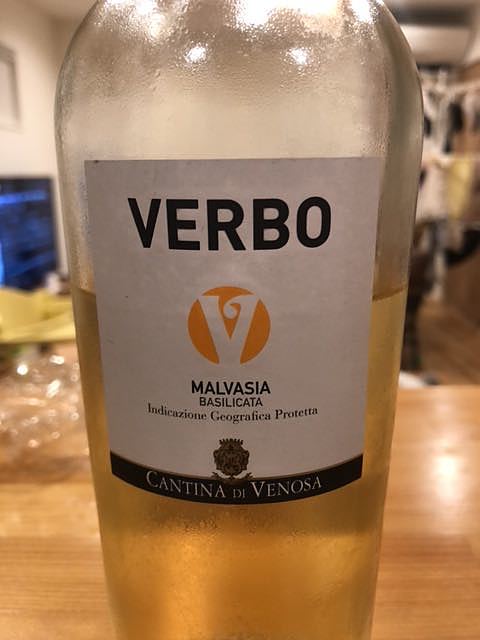 VERBO
V
MALVASIA
BASILICATA
Indicazione Geografica Protetta
CANTINA DI VENOSA